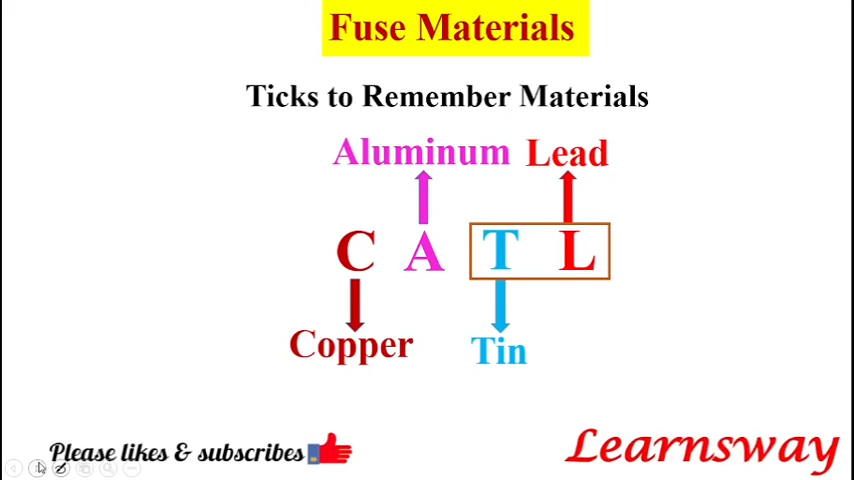 Fuse Materials
Ticks to Remember Materials
Aluminum Lead
C A T L
Copper
Tin
Please likes & subscribes
Learnsway